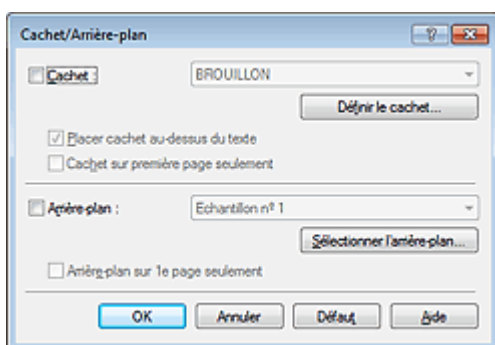 Cachet/Arrière-plan
Cachet : BROUILLON
Définir le cachet...
Placer cachet au-dessus du texte
Cachet sur première page seulement
Arrière-plan : Echantillon nº 1
Sélectionner l'arrière-plan...
Arrière-plan sur 1e page seulement
OK Annuler Défaut Aide